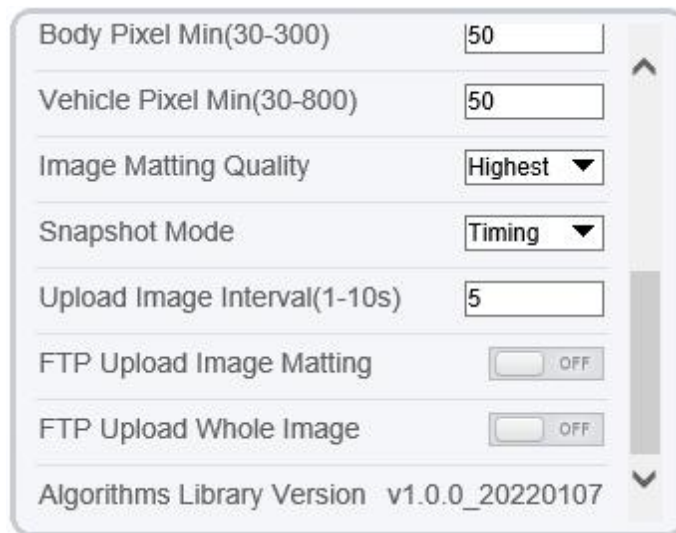 Body Pixel Min(30-300) 50
Vehicle Pixel Min(30-800) 50
Image Matting Quality Highest
Snapshot Mode Timing
Upload Image Interval(1-10s) 5
FTP Upload Image Matting OFF
FTP Upload Whole Image OFF
Algorithms Library Version v1.0.0_20220107